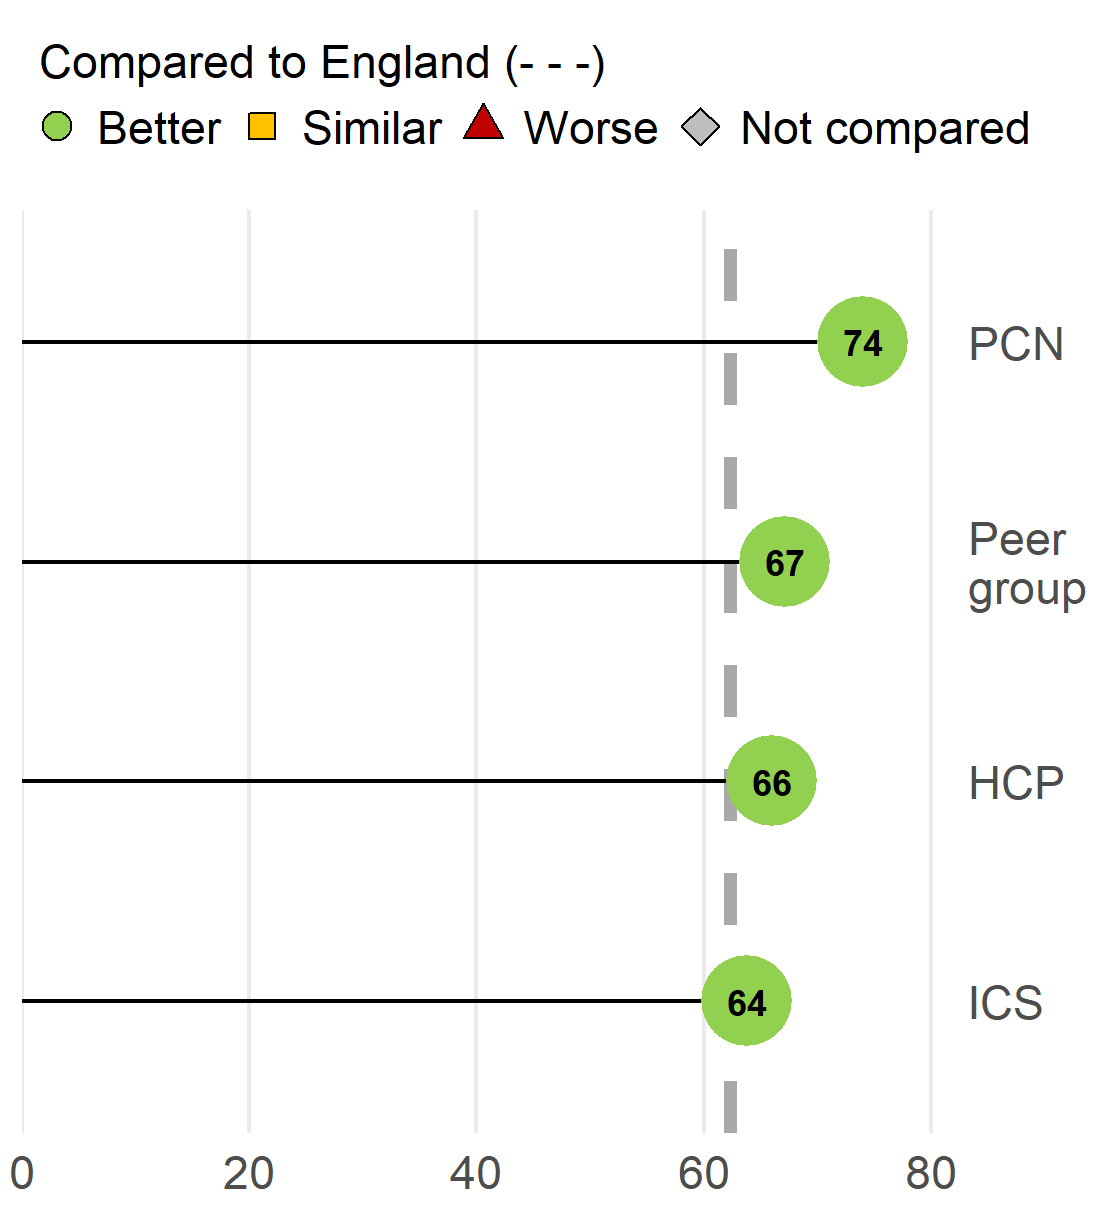 Compared to England (- - -)
Better Similar Worse Not compared
74 PCN
67 Peer
group
66 HCP
64 ICS
0 20 40 60 80